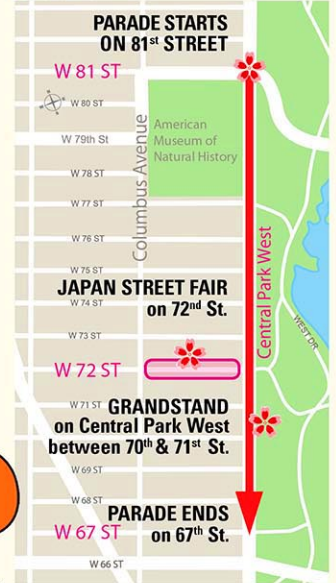 PARADE STARTS
ON 81st STREET
W 81 ST
W 80 ST
W 79th St
American
Museum of
Natural History
W 78 ST
W 77 ST
Columbus Avenue
W 76 ST
W 75 ST
JAPAN STREET FAIR
W 74 ST
on 72nd St.
Central Park West
WEST DR
W 73 ST
W 72 ST
W 71 ST
GRANDSTAND
on Central Park West
between 70th & 71st St.
W 69 ST
W 68 ST
PARADE ENDS
W 67 ST
on 67th St.
W 66 ST